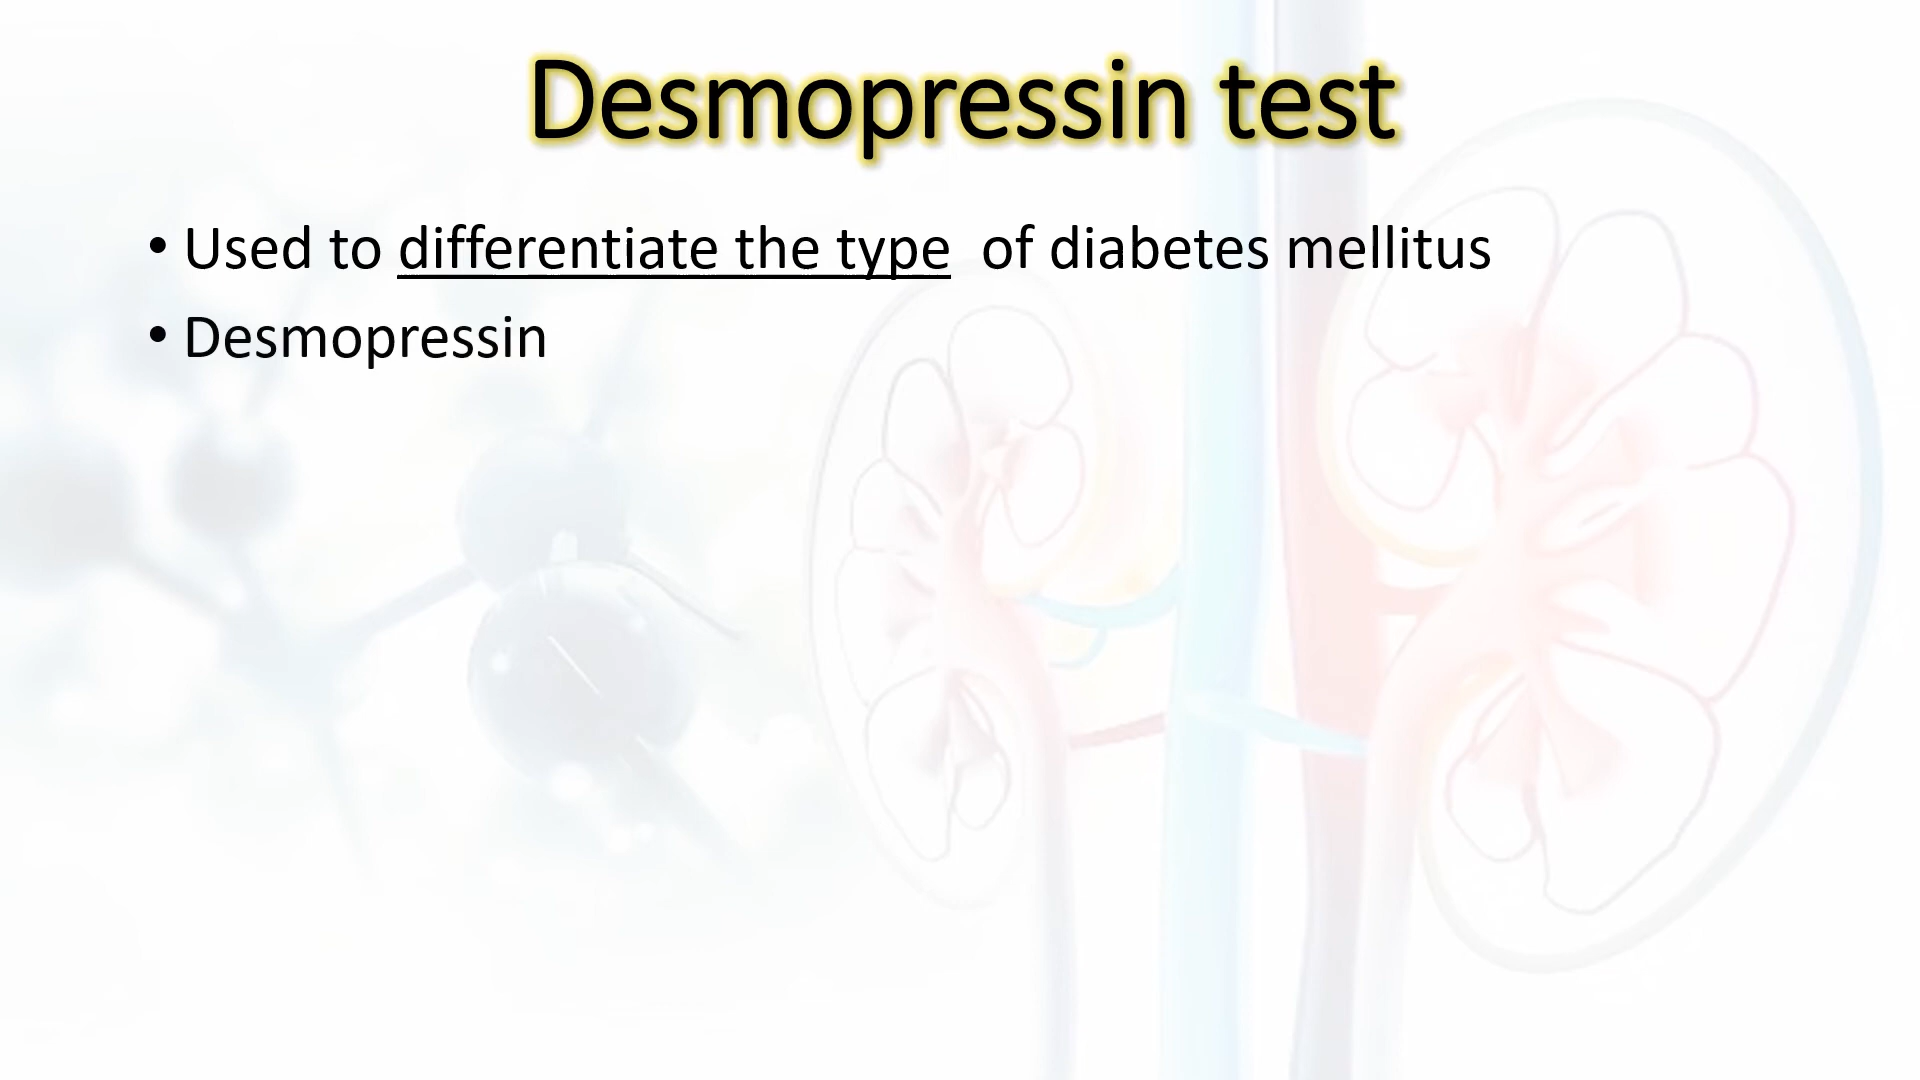 Desmopressin test
• Used to differentiate the type  of diabetes mellitus
• Desmopressin